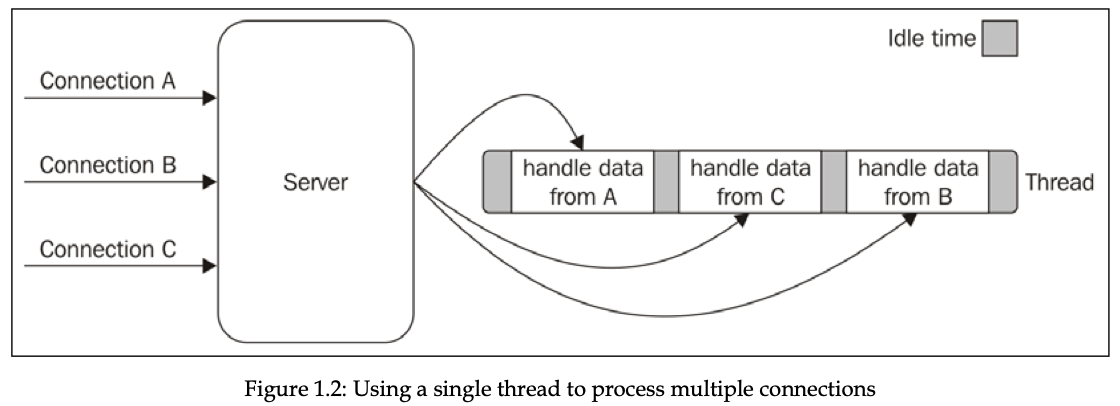 Idle time
Connection A
Connection B
Connection C
Server
handle data
from A
handle data
from C
handle data
from B
Thread
Figure 1.2: Using a single thread to process multiple connections